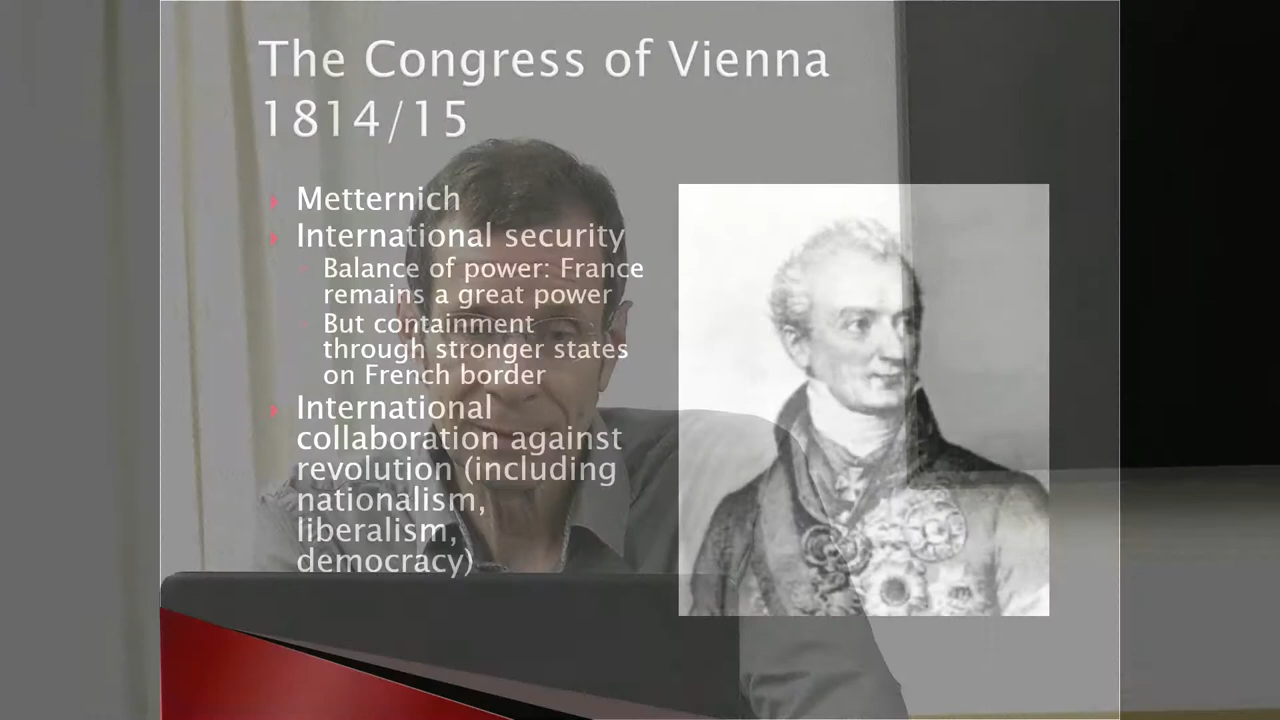 The Congress of Vienna
1814/15
Metternich
International security
Balance of power: France
remains a great power
But containment
through stronger states
on French border
International
collaboration against
revolution (including
nationalism,
liberalism,
democracy)